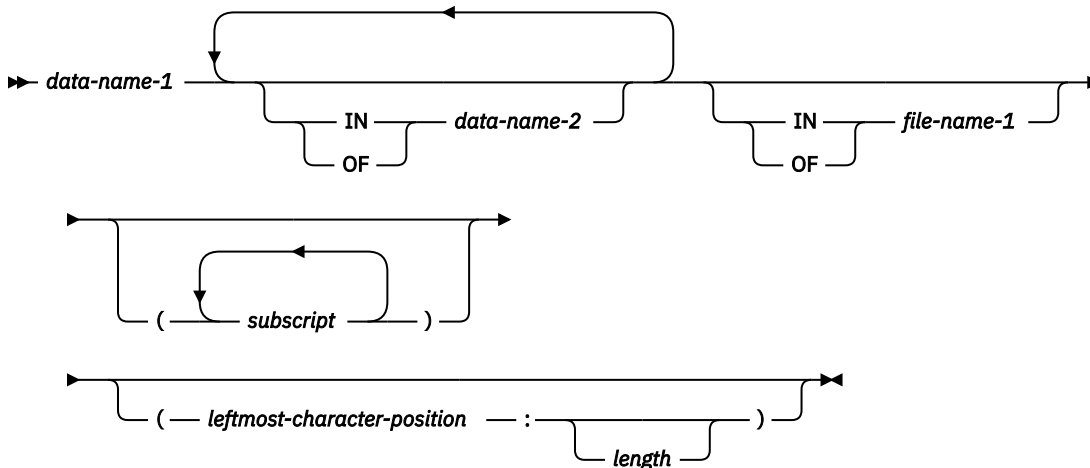 data-name-1
IN data-name-2
OF
IN file-name-1
OF
( subscript )
( leftmost-character-position : )
length